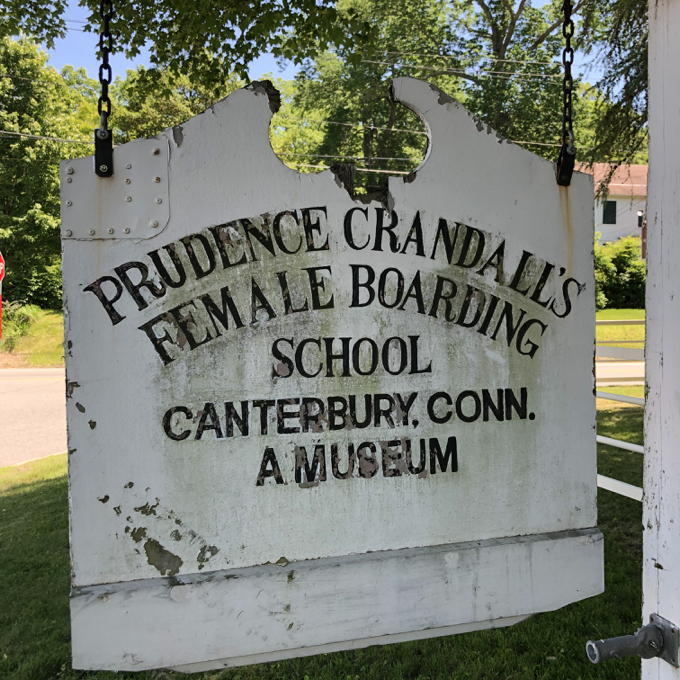 PRUDENCE CRANDALL'S
FEMALE BOARDING
SCHOOL
CANTERBURY, CONN.
A MUSEUM